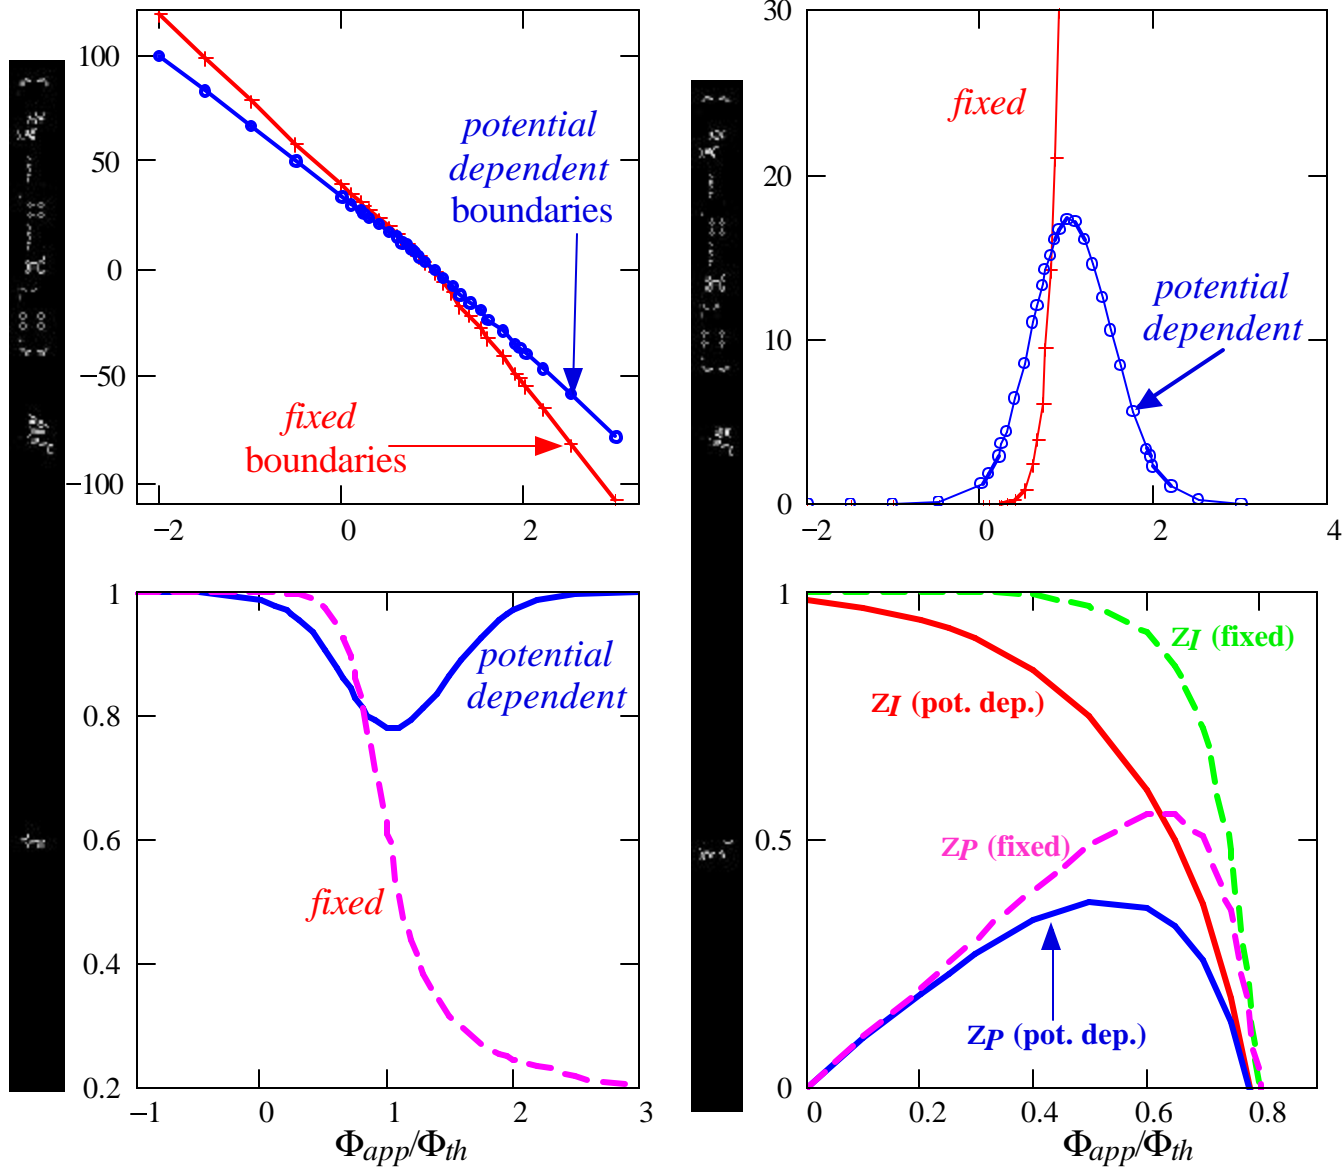 100
50
0
−50
−100
−2
0
2
potential
dependent
boundaries
fixed
boundaries
30
20
10
0
−2
0
2
4
fixed
potential
dependent
1
0.8
0.6
0.4
0.2
−1
0
1
2
3
potential
dependent
fixed
Φapp/Φth
1
0.5
0
0
0.2
0.4
0.6
0.8
ZI (fixed)
ZI (pot. dep.)
ZP (fixed)
ZP (pot. dep.)
Φapp/Φth